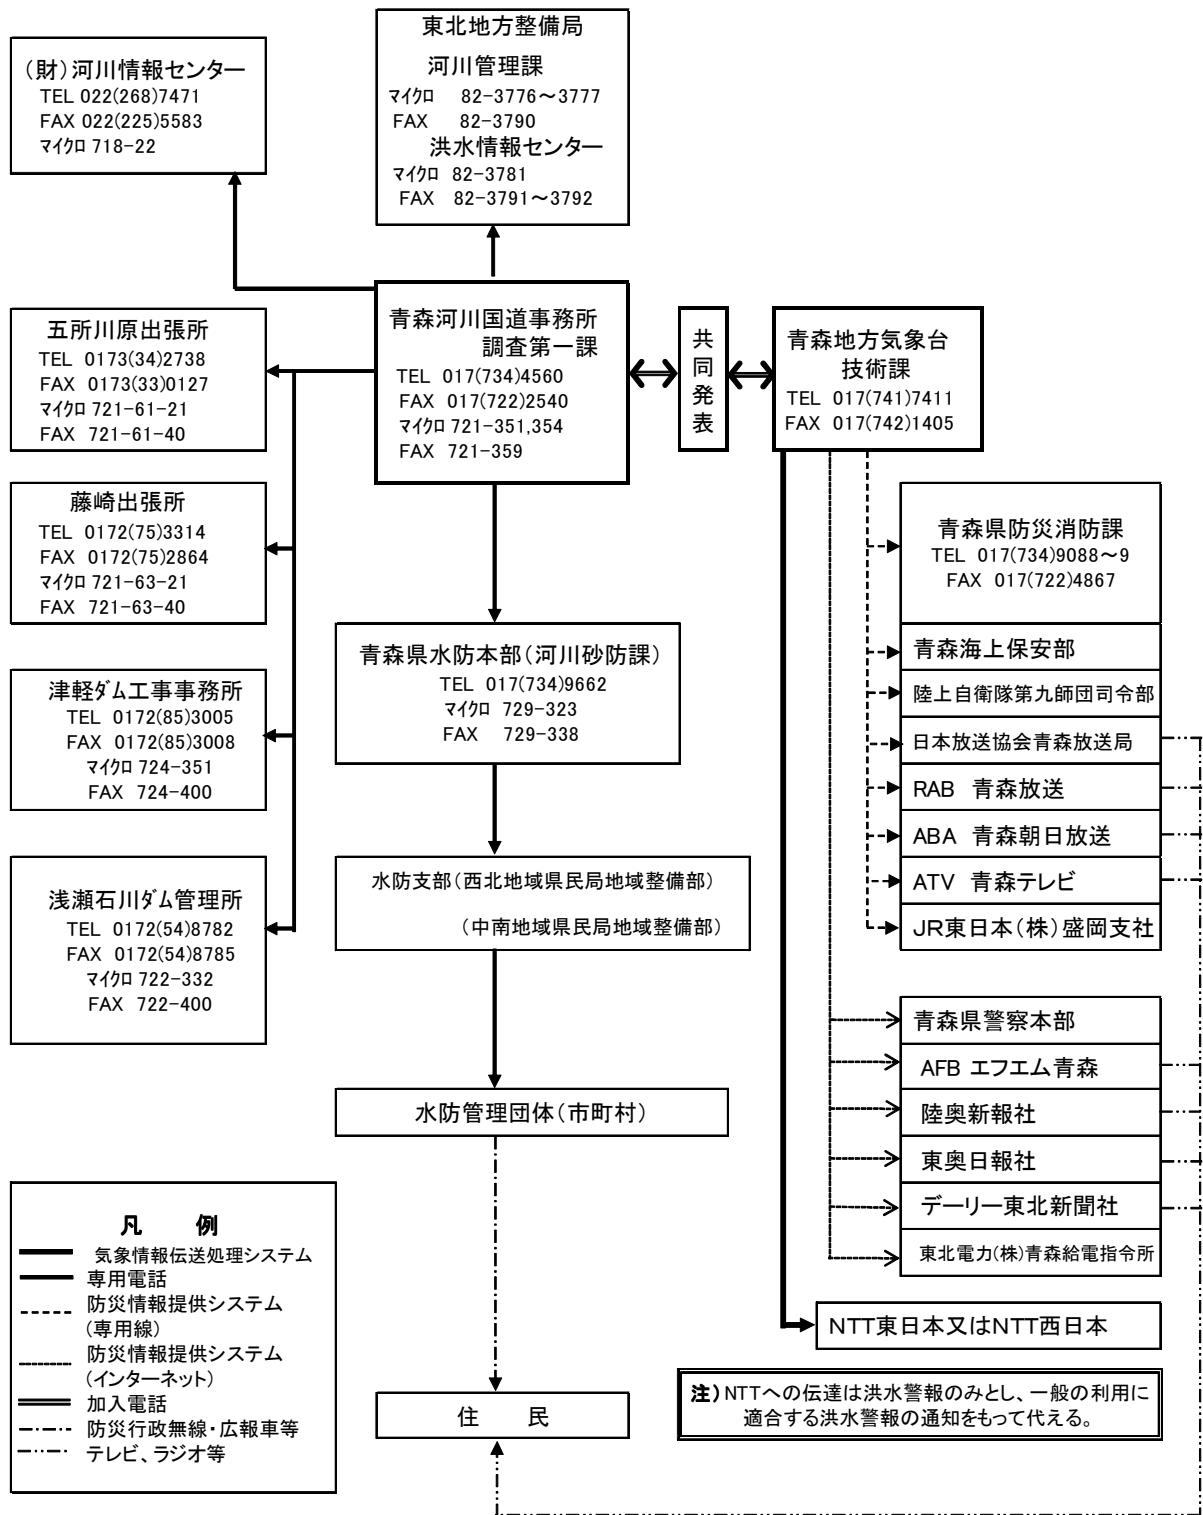 東北地方整備局
河川管理課
マイクロ 82-3776～3777
FAX 82-3790
洪水情報センター
マイクロ 82-3781
FAX 82-3791～3792
（財）河川情報センター
TEL 022(268)7471
FAX 022(225)5583
マイクロ 718-22
青森河川国道事務所
調査第一課
TEL 017(734)4560
FAX 017(722)2540
マイクロ 721-351,354
FAX 721-359
共同発表
青森地方気象台
技術課
TEL 017(741)7411
FAX 017(742)1405
五所川原出張所
TEL 0173(34)2738
FAX 0173(33)0127
マイクロ 721-61-21
FAX 721-61-40
藤崎出張所
TEL 0172(75)3314
FAX 0172(75)2864
マイクロ 721-63-21
FAX 721-63-40
津軽ダム工事事務所
TEL 0172(85)3005
FAX 0172(85)3008
マイクロ 724-351
FAX 724-400
浅瀬石川ダム管理所
TEL 0172(54)8782
FAX 0172(54)8785
マイクロ 722-332
FAX 722-400
青森県水防本部（河川砂防課）
TEL 017(734)9662
マイクロ 729-323
FAX 729-338
水防支部（西北地域県民局地域整備部）
（中南地域県民局地域整備部）
水防管理団体（市町村）
住 民
青森県防災消防課
TEL 017(734)9088～9
FAX 017(722)4867
青森海上保安部
陸上自衛隊第九師団司令部
日本放送協会青森放送局
RAB 青森放送
ABA 青森朝日放送
ATV 青森テレビ
ＪＲ東日本（株）盛岡支社
青森県警察本部
AFB エフエム青森
陸奥新報社
東奥日報社
デーリー東北新聞社
東北電力(株)青森給電指令所
ＮＴＴ東日本又はＮＴＴ西日本
注）NTTへの伝達は洪水警報のみとし、一般の利用に
適合する洪水警報の通知をもって代える。
凡 例
気象情報伝送処理システム
専用電話
防災情報提供システム
(専用線)
防災情報提供システム
(インターネット)
加入電話
防災行政無線・広報車等
テレビ、ラジオ等